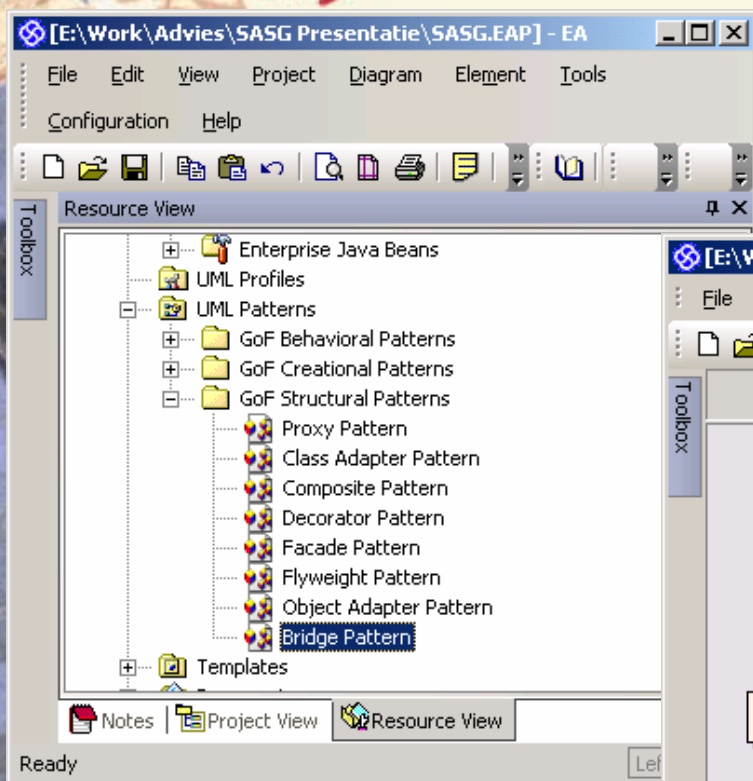 [E:\Work\Advies\SASG Presentatie\SASG.EAP] - EA
File Edit View Project Diagram Element Tools
Configuration Help
Toolbox
Resource View
Enterprise Java Beans
UML Profiles
UML Patterns
GoF Behavioral Patterns
GoF Creational Patterns
GoF Structural Patterns
Proxy Pattern
Class Adapter Pattern
Composite Pattern
Decorator Pattern
Facade Pattern
Flyweight Pattern
Object Adapter Pattern
Bridge Pattern
Templates
Notes Project View Resource View
Ready
[E:\W
File
Toolbox